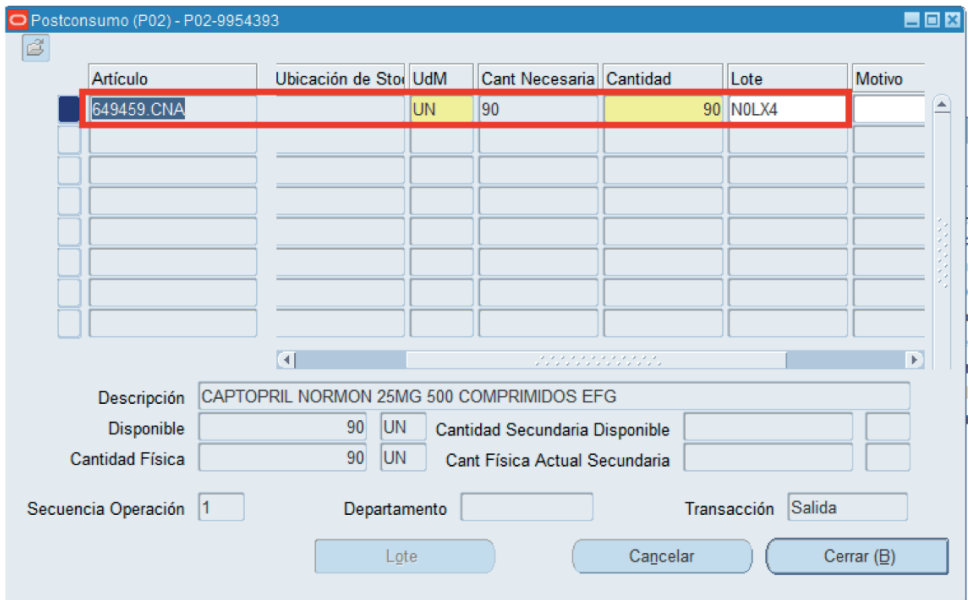 Postconsumo (P02) - P02-9954393
Artículo Ubicación de Stoc UdM Cant Necesaria Cantidad Lote Motivo
649459.CNA UN 90 90 N0LX4
Descripción CAPTOPRIL NORMON 25MG 500 COMPRIMIDOS EFG
Disponible 90 UN Cantidad Secundaria Disponible
Cantidad Física 90 UN Cant Física Actual Secundaria
Secuencia Operación 1 Departamento Transacción Salida
Lote Cancelar Cerrar (B)